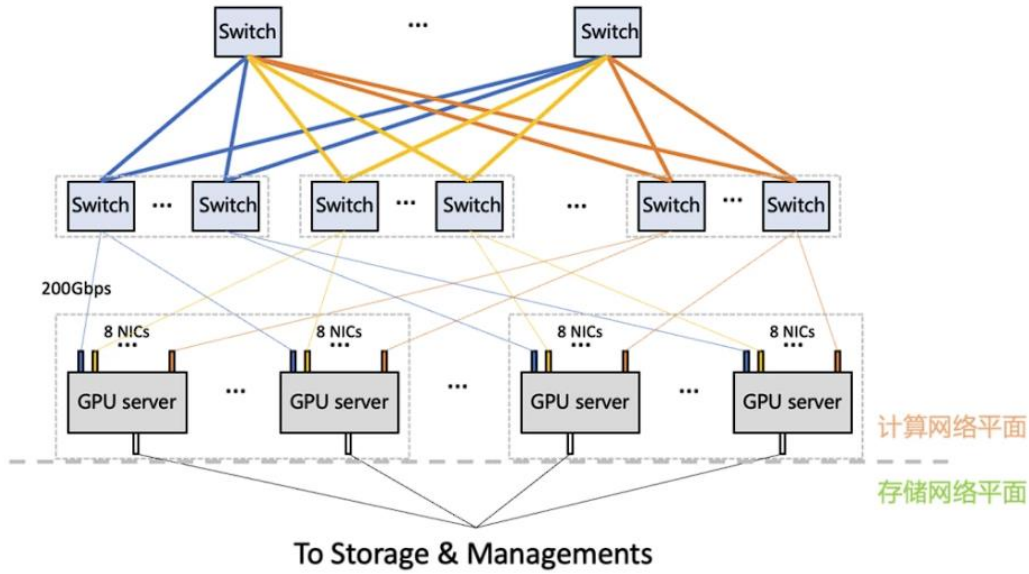 Switch ... Switch
Switch ... Switch Switch ... Switch ... Switch ... Switch
200Gbps
8 NICs 8 NICs 8 NICs 8 NICs
... ... ... ...
GPU server ... GPU server ... GPU server ... GPU server
计算网络平面
存储网络平面
To Storage & Managements